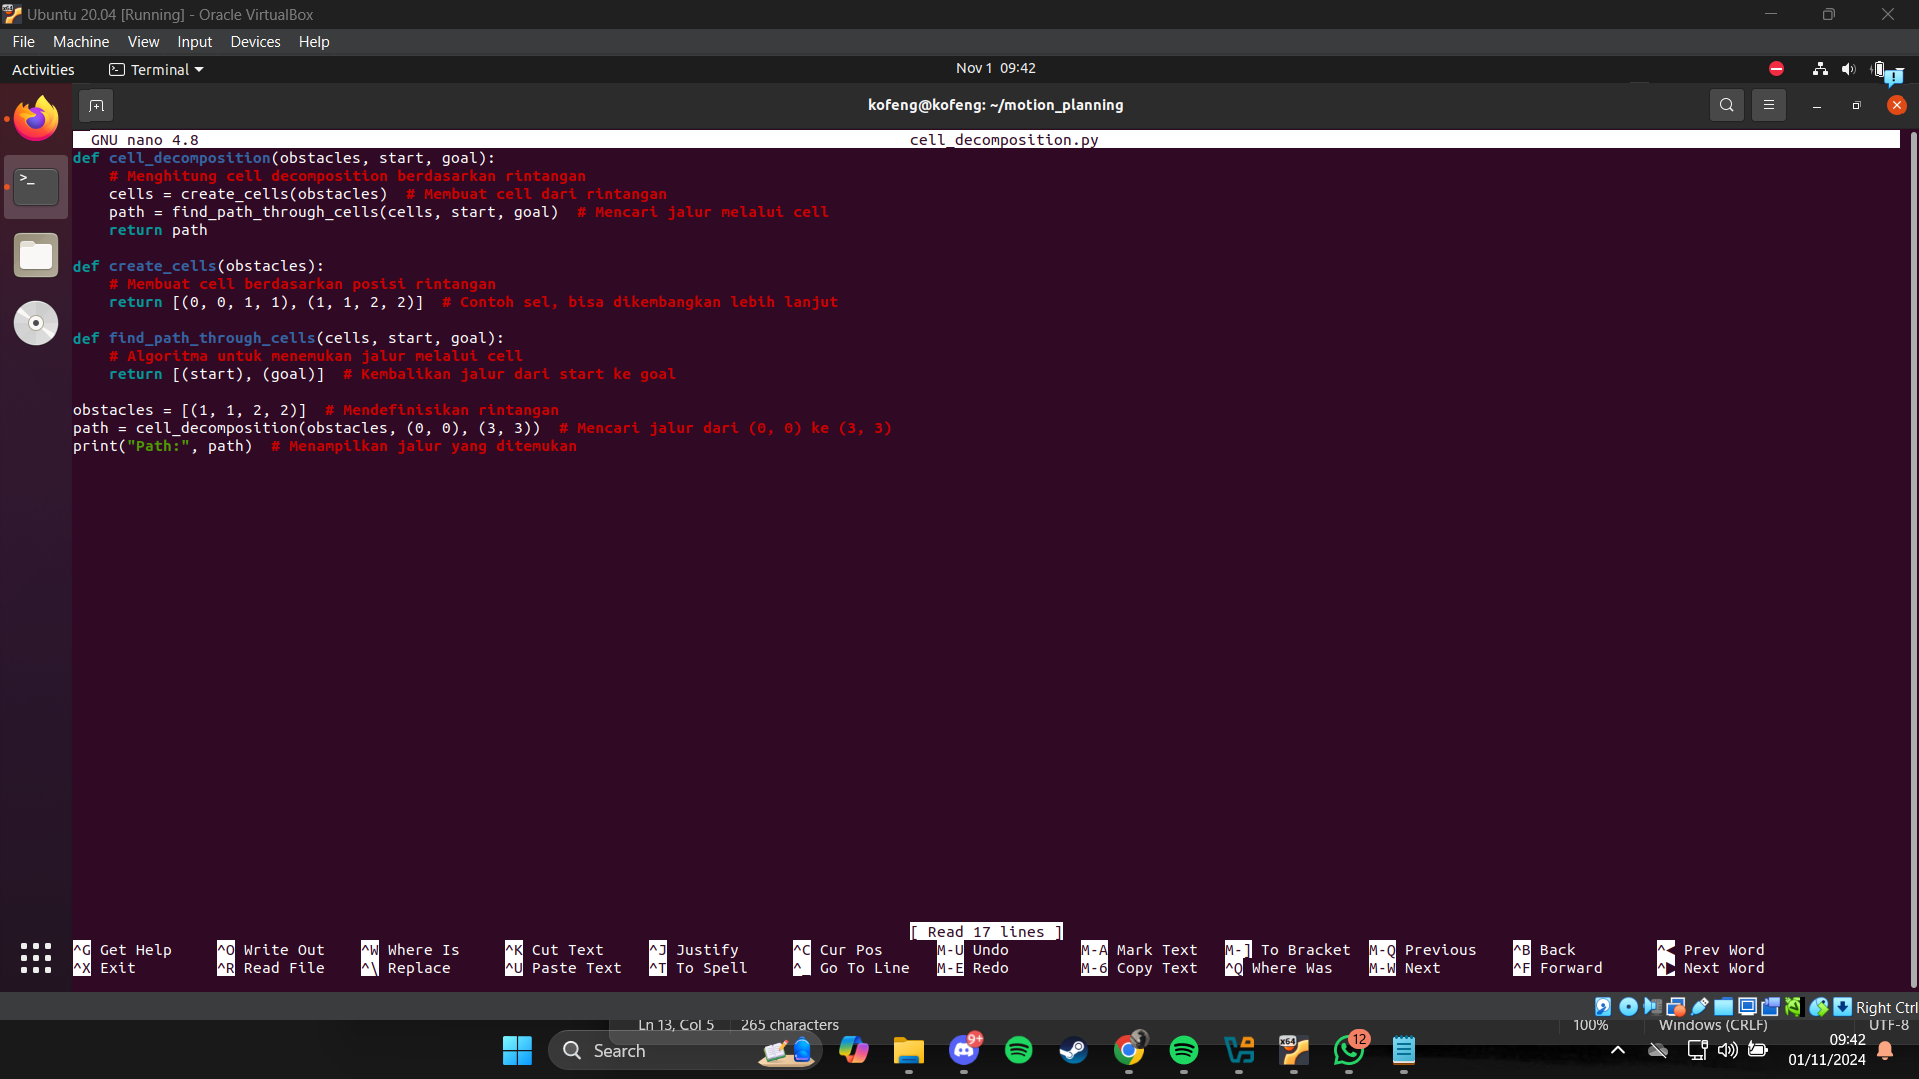 Ubuntu 20.04 [Running] - Oracle VirtualBox
File Machine View Input Devices Help
Activities Terminal Nov 1 09:42
kofeng@kofeng: ~/motion_planning
GNU nano 4.8 cell_decomposition.py
def cell_decomposition(obstacles, start, goal):
    # Menghitung cell decomposition berdasarkan rintangan
    cells = create_cells(obstacles)  # Membuat cell dari rintangan
    path = find_path_through_cells(cells, start, goal)  # Mencari jalur melalui cell
    return path
def create_cells(obstacles):
    # Membuat cell berdasarkan posisi rintangan
    return [(0, 0, 1, 1), (1, 1, 2, 2)]  # Contoh sel, bisa dikembangkan lebih lanjut
def find_path_through_cells(cells, start, goal):
    # Algoritma untuk menemukan jalur melalui cell
    return [(start), (goal)]  # Kembalikan jalur dari start ke goal
obstacles = [(1, 1, 2, 2)]  # Mendefinisikan rintangan
path = cell_decomposition(obstacles, (0, 0), (3, 3))  # Mencari jalur dari (0, 0) ke (3, 3)
print("Path:", path)  # Menampilkan jalur yang ditemukan
[ Read 17 lines ]
^G Get Help ^O Write Out ^W Where Is ^K Cut Text ^J Justify ^C Cur Pos M-U Undo M-A Mark Text M-] To Bracket M-Q Previous ^B Back ^◀ Prev Word
^X Exit ^R Read File ^\ Replace ^U Paste Text ^T To Spell ^_ Go To Line M-E Redo M-6 Copy Text ^Q Where Was M-W Next ^F Forward ^▶ Next Word
Right Ctrl
Ln 13, Col 5 265 characters 100% Windows (CRLF) UTF-8
Search 9+ x64 12 09:42
01/11/2024